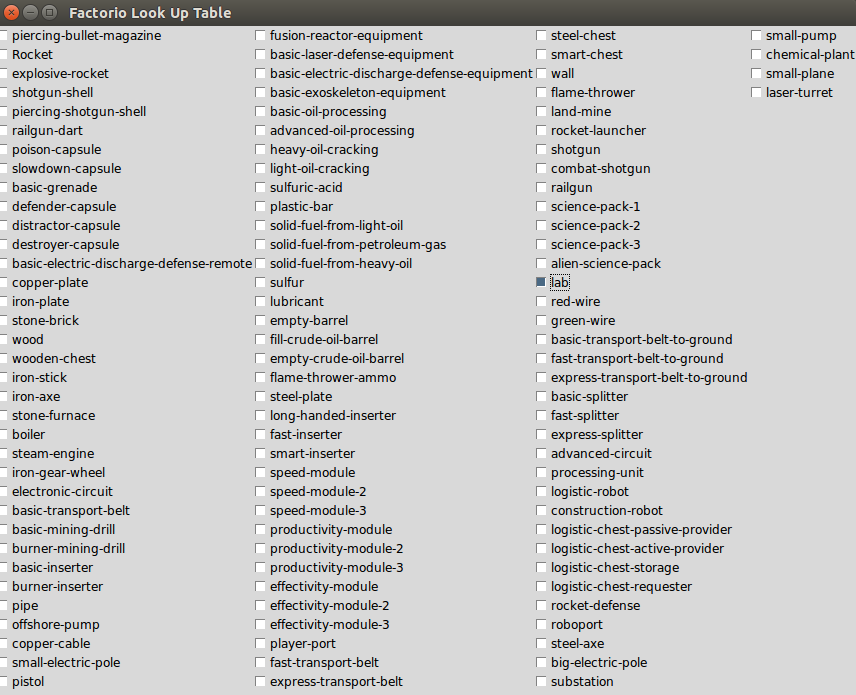 Factorio Look Up Table
piercing-bullet-magazine
Rocket
explosive-rocket
shotgun-shell
piercing-shotgun-shell
railgun-dart
poison-capsule
slowdown-capsule
basic-grenade
defender-capsule
distractor-capsule
destroyer-capsule
basic-electric-discharge-defense-remote
copper-plate
iron-plate
stone-brick
wood
wooden-chest
iron-stick
iron-axe
stone-furnace
boiler
steam-engine
iron-gear-wheel
electronic-circuit
basic-transport-belt
basic-mining-drill
burner-mining-drill
basic-inserter
burner-inserter
pipe
offshore-pump
copper-cable
small-electric-pole
pistol
fusion-reactor-equipment
basic-laser-defense-equipment
basic-electric-discharge-defense-equipment
basic-exoskeleton-equipment
basic-oil-processing
advanced-oil-processing
heavy-oil-cracking
light-oil-cracking
sulfuric-acid
plastic-bar
solid-fuel-from-light-oil
solid-fuel-from-petroleum-gas
solid-fuel-from-heavy-oil
sulfur
lubricant
empty-barrel
fill-crude-oil-barrel
empty-crude-oil-barrel
flame-thrower-ammo
steel-plate
long-handed-inserter
fast-inserter
smart-inserter
speed-module
speed-module-2
speed-module-3
productivity-module
productivity-module-2
productivity-module-3
effectivity-module
effectivity-module-2
effectivity-module-3
player-port
fast-transport-belt
express-transport-belt
steel-chest
smart-chest
wall
flame-thrower
land-mine
rocket-launcher
shotgun
combat-shotgun
railgun
science-pack-1
science-pack-2
science-pack-3
alien-science-pack
lab
red-wire
green-wire
basic-transport-belt-to-ground
fast-transport-belt-to-ground
express-transport-belt-to-ground
basic-splitter
fast-splitter
express-splitter
advanced-circuit
processing-unit
logistic-robot
construction-robot
logistic-chest-passive-provider
logistic-chest-active-provider
logistic-chest-storage
logistic-chest-requester
rocket-defense
roboport
steel-axe
big-electric-pole
substation
small-pump
chemical-plant
small-plane
laser-turret